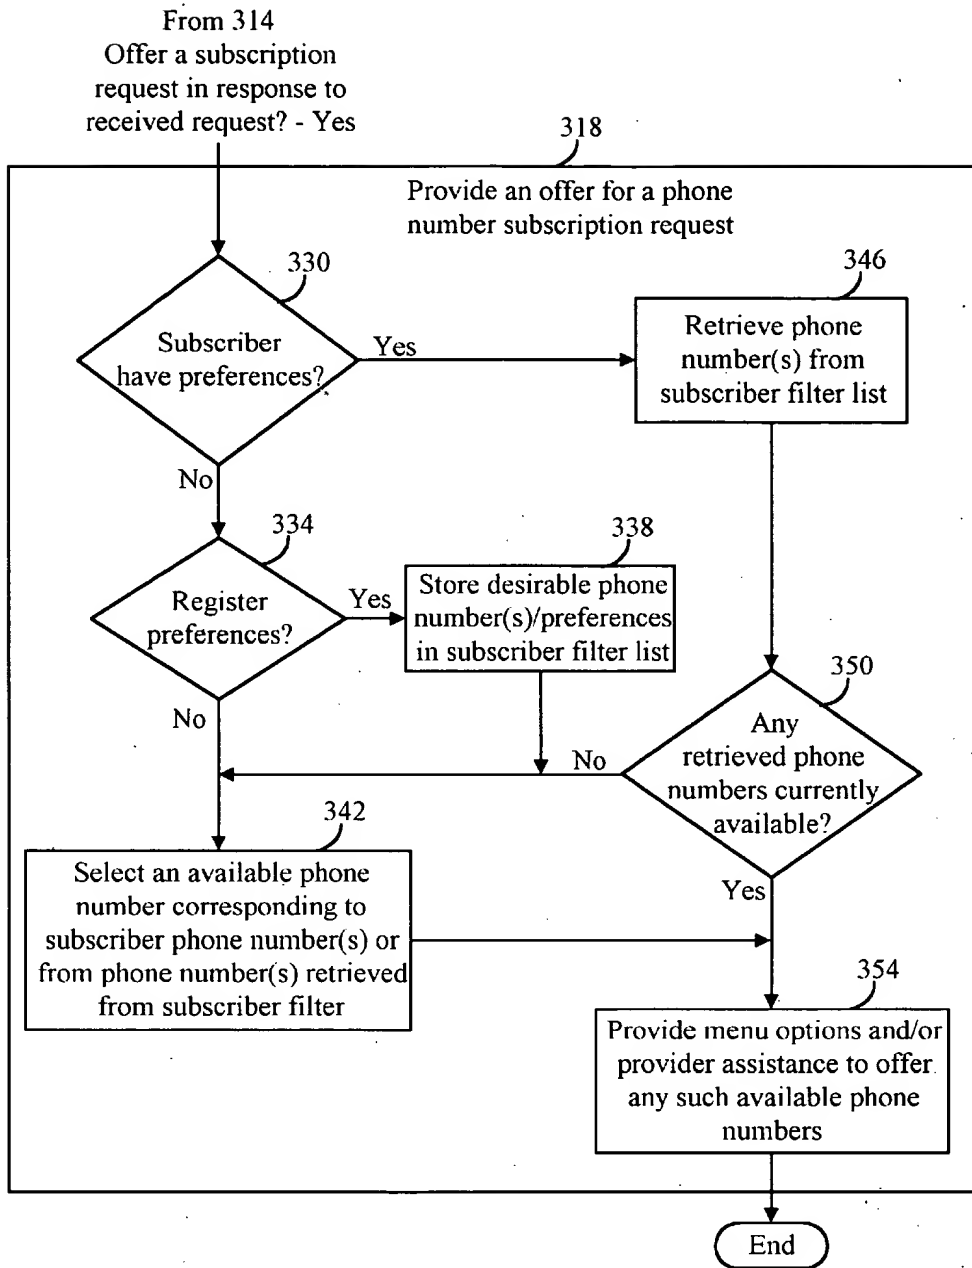 From 314
Offer a subscription
request in response to
received request? - Yes
318
Provide an offer for a phone
number subscription request
330
Subscriber
have preferences?
Yes
No
346
Retrieve phone
number(s) from
subscriber filter list
334
Register
preferences?
Yes
No
338
Store desirable phone
number(s)/preferences
in subscriber filter list
350
Any
retrieved phone
numbers currently
available?
No
Yes
342
Select an available phone
number corresponding to
subscriber phone number(s) or
from phone number(s) retrieved
from subscriber filter
354
Provide menu options and/or
provider assistance to offer
any such available phone
numbers
End